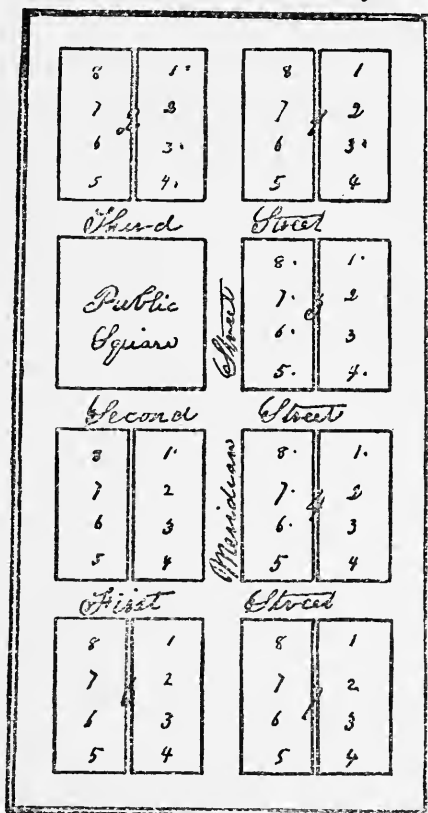 8 1. 8 1
7 2 7 2
6 3. 6 3.
5 4. 5 4
Third Street
Public
Square
8. 1.
7. 2
6. 3
5. 4.
Meridian Street
Second Street
8 1. 8. 1.
7 2 7. 2
6 3 6. 3
5 4 5 4
First Street
8 1 8 1
7 2 7 2
6 3 6 3
5 4 5 4